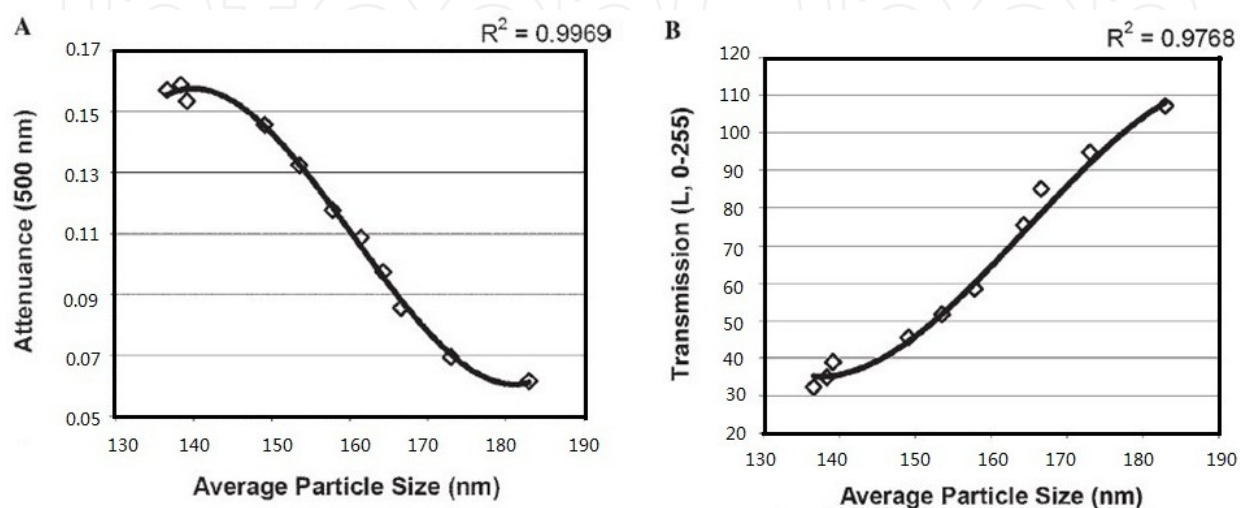 A
R² = 0.9969
Attenuance (500 nm)
0.17
0.15
0.13
0.11
0.09
0.07
0.05
130 140 150 160 170 180 190
Average Particle Size (nm)
B
R² = 0.9768
Transmission (L, 0-255)
120
110
100
90
80
70
60
50
40
30
20
130 140 150 160 170 180 190
Average Particle Size (nm)